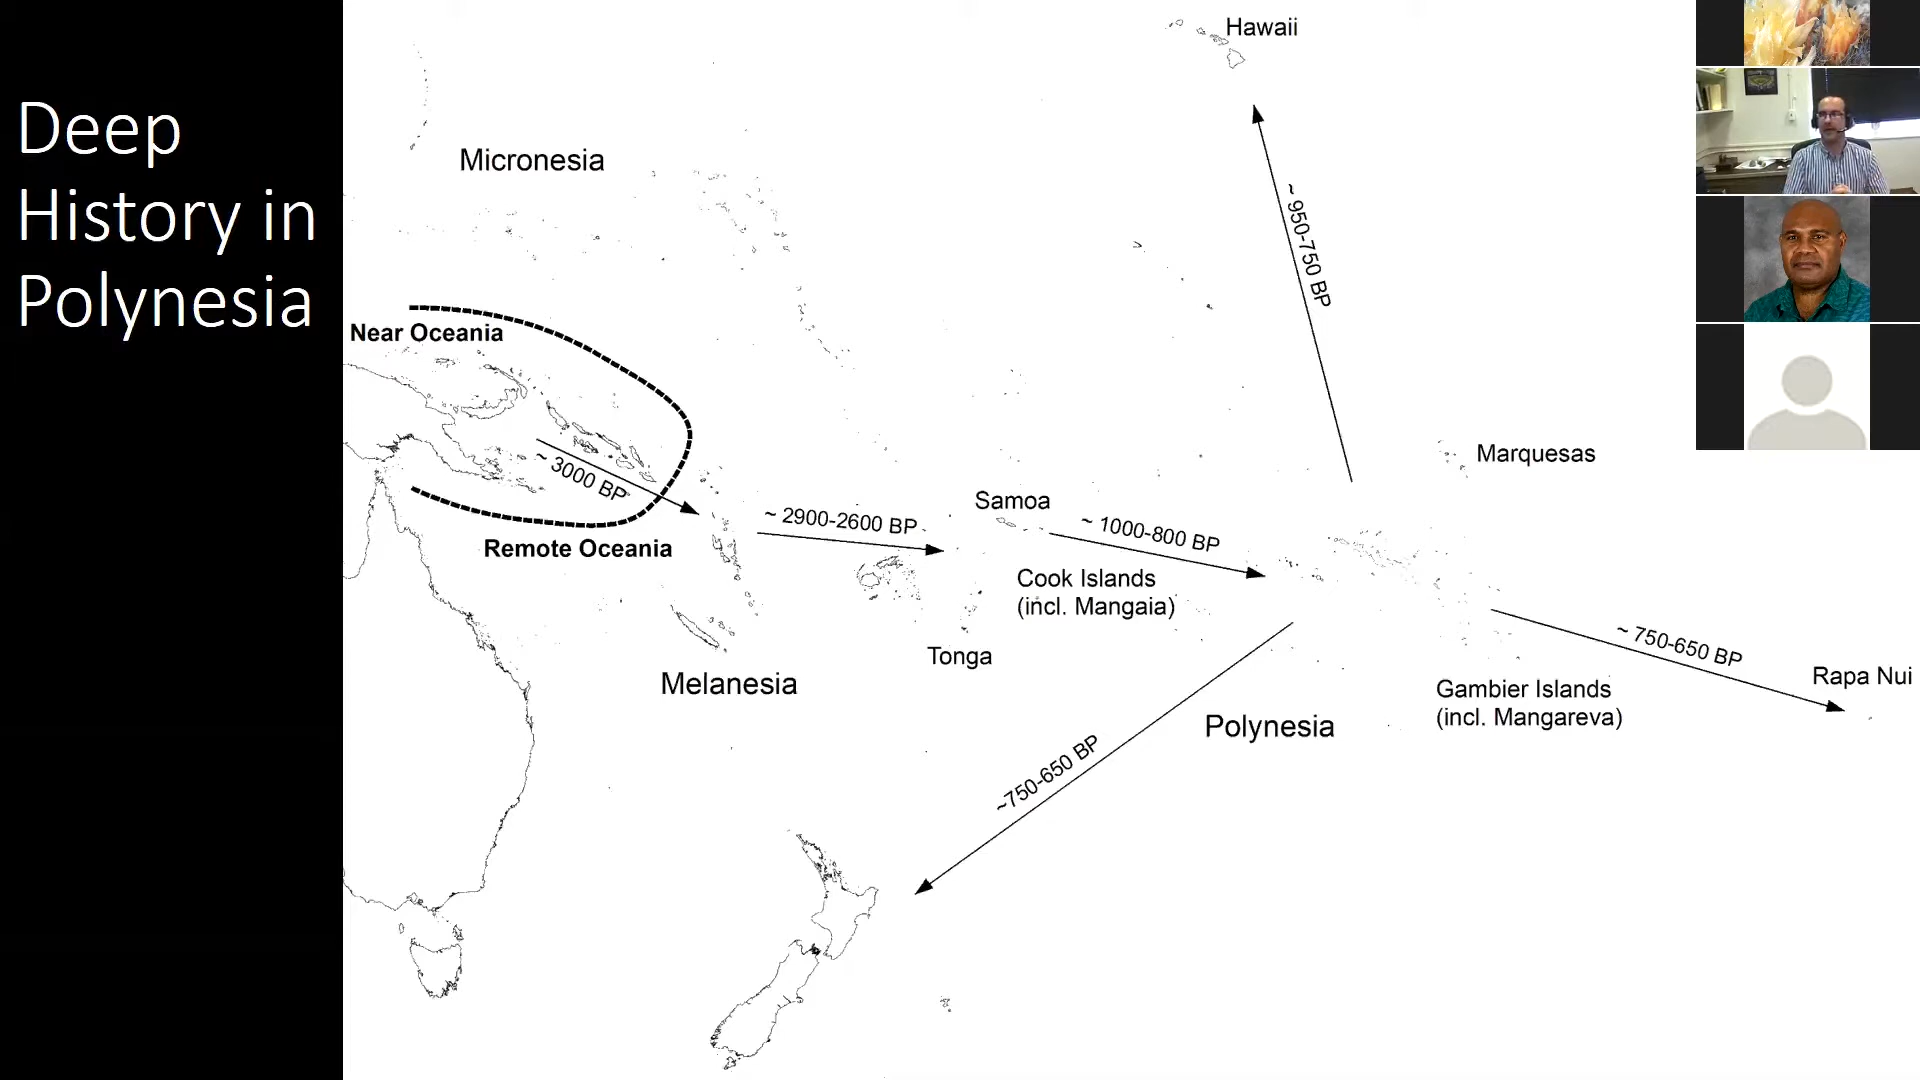 Deep
History in
Polynesia
Hawaii
Micronesia
~ 950-750 BP
Near Oceania
~ 3000 BP
Remote Oceania
~ 2900-2600 BP
Samoa
~ 1000-800 BP
Marquesas
Cook Islands
(incl. Mangaia)
Tonga
Melanesia
~ 750-650 BP
Rapa Nui
Gambier Islands
(incl. Mangareva)
Polynesia
~750-650 BP